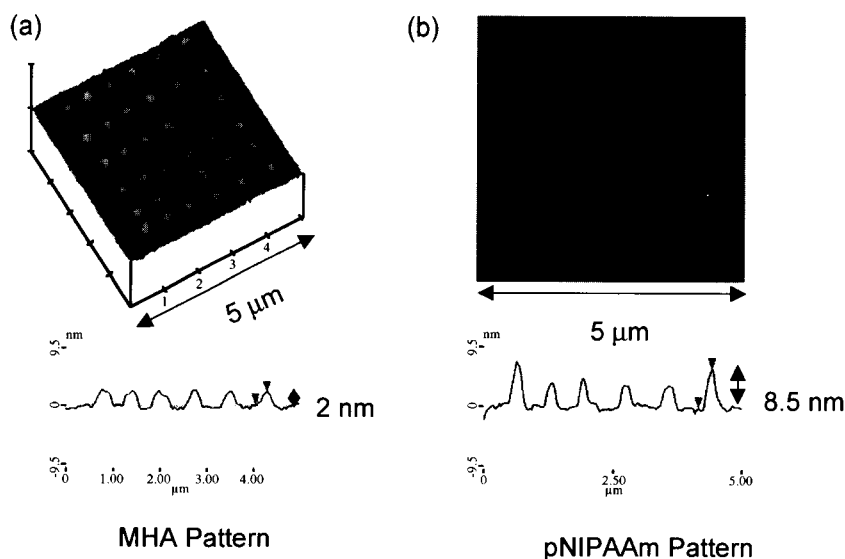 (a)
1
2
3
4
5 μm
nm
9.5
0
-9.5
2 nm
0
1.00
2.00
3.00
4.00
μm
MHA Pattern
(b)
5 μm
nm
9.5
0
-9.5
8.5 nm
0
2.50
5.00
μm
pNIPAAm Pattern